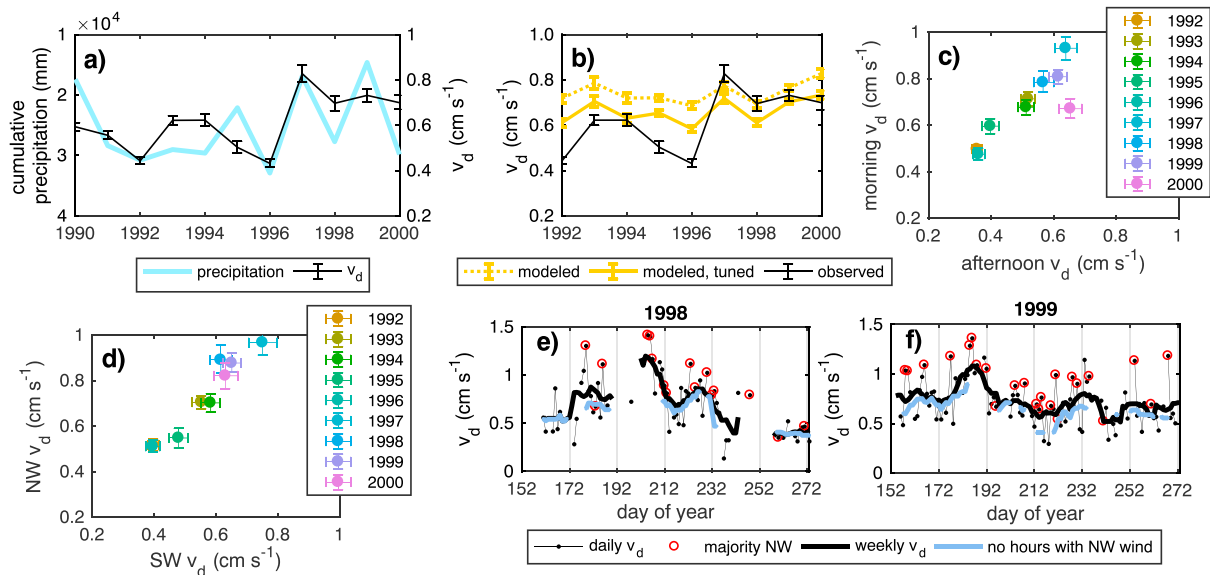 ×10⁴
a)
1
2
3
4
cumulative
precipitation (mm)
1
0.8
0.6
0.4
0.2
v_d (cm s⁻¹)
1990 1992 1994 1996 1998 2000
precipitation v_d
b)
1.0
0.8
0.6
0.4
0.2
v_d (cm s⁻¹)
1992 1994 1996 1998 2000
modeled modeled, tuned observed
c)
1
0.8
0.6
0.4
0.2
morning v_d (cm s⁻¹)
0.2 0.4 0.6 0.8 1
afternoon v_d (cm s⁻¹)
1992
1993
1994
1995
1996
1997
1998
1999
2000
d)
1
0.8
0.6
0.4
0.2
NW v_d (cm s⁻¹)
0.2 0.4 0.6 0.8 1
SW v_d (cm s⁻¹)
1992
1993
1994
1995
1996
1997
1998
1999
2000
1998
e)
1.5
1
0.5
0
v_d (cm s⁻¹)
152 172 192 212 232 252 272
day of year
1999
f)
1.5
1
0.5
0
v_d (cm s⁻¹)
152 172 192 212 232 252 272
day of year
daily v_d majority NW weekly v_d no hours with NW wind